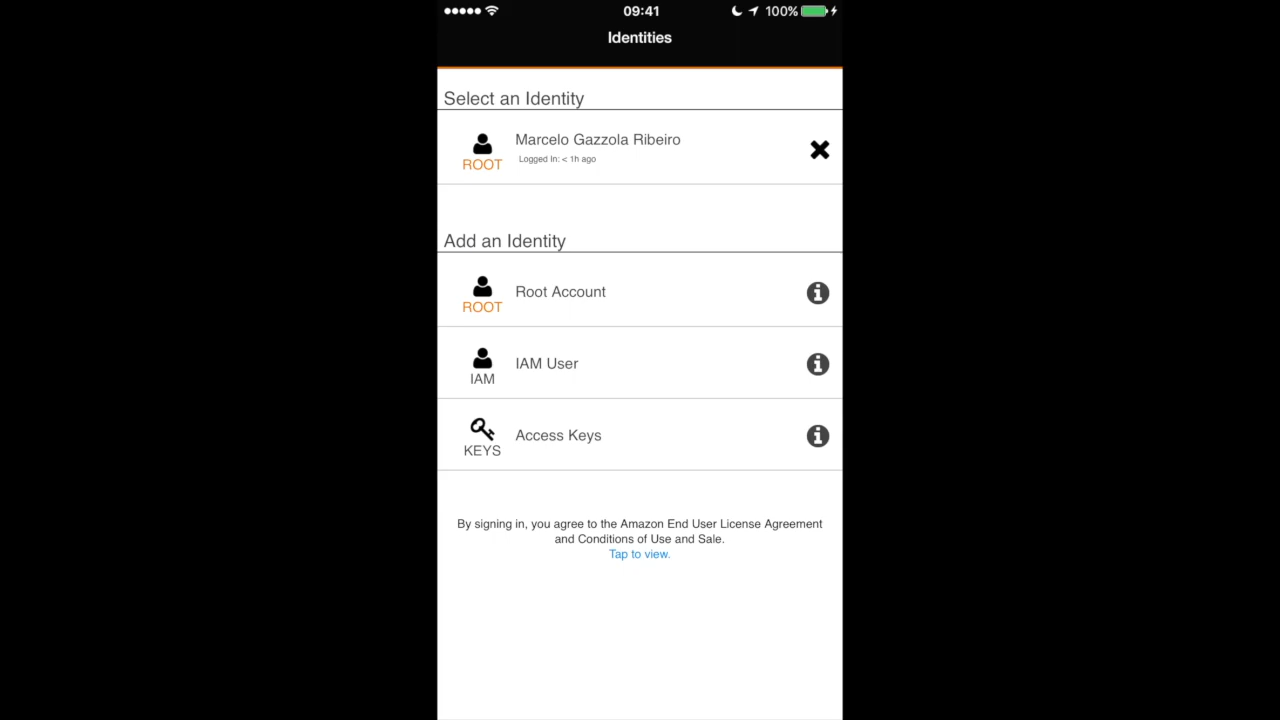 09:41
100%
Identities
Select an Identity
Marcelo Gazzola Ribeiro
ROOT
Logged In: < 1h ago
Add an Identity
Root Account
ROOT
IAM User
IAM
Access Keys
KEYS
By signing in, you agree to the Amazon End User License Agreement
and Conditions of Use and Sale.
Tap to view.